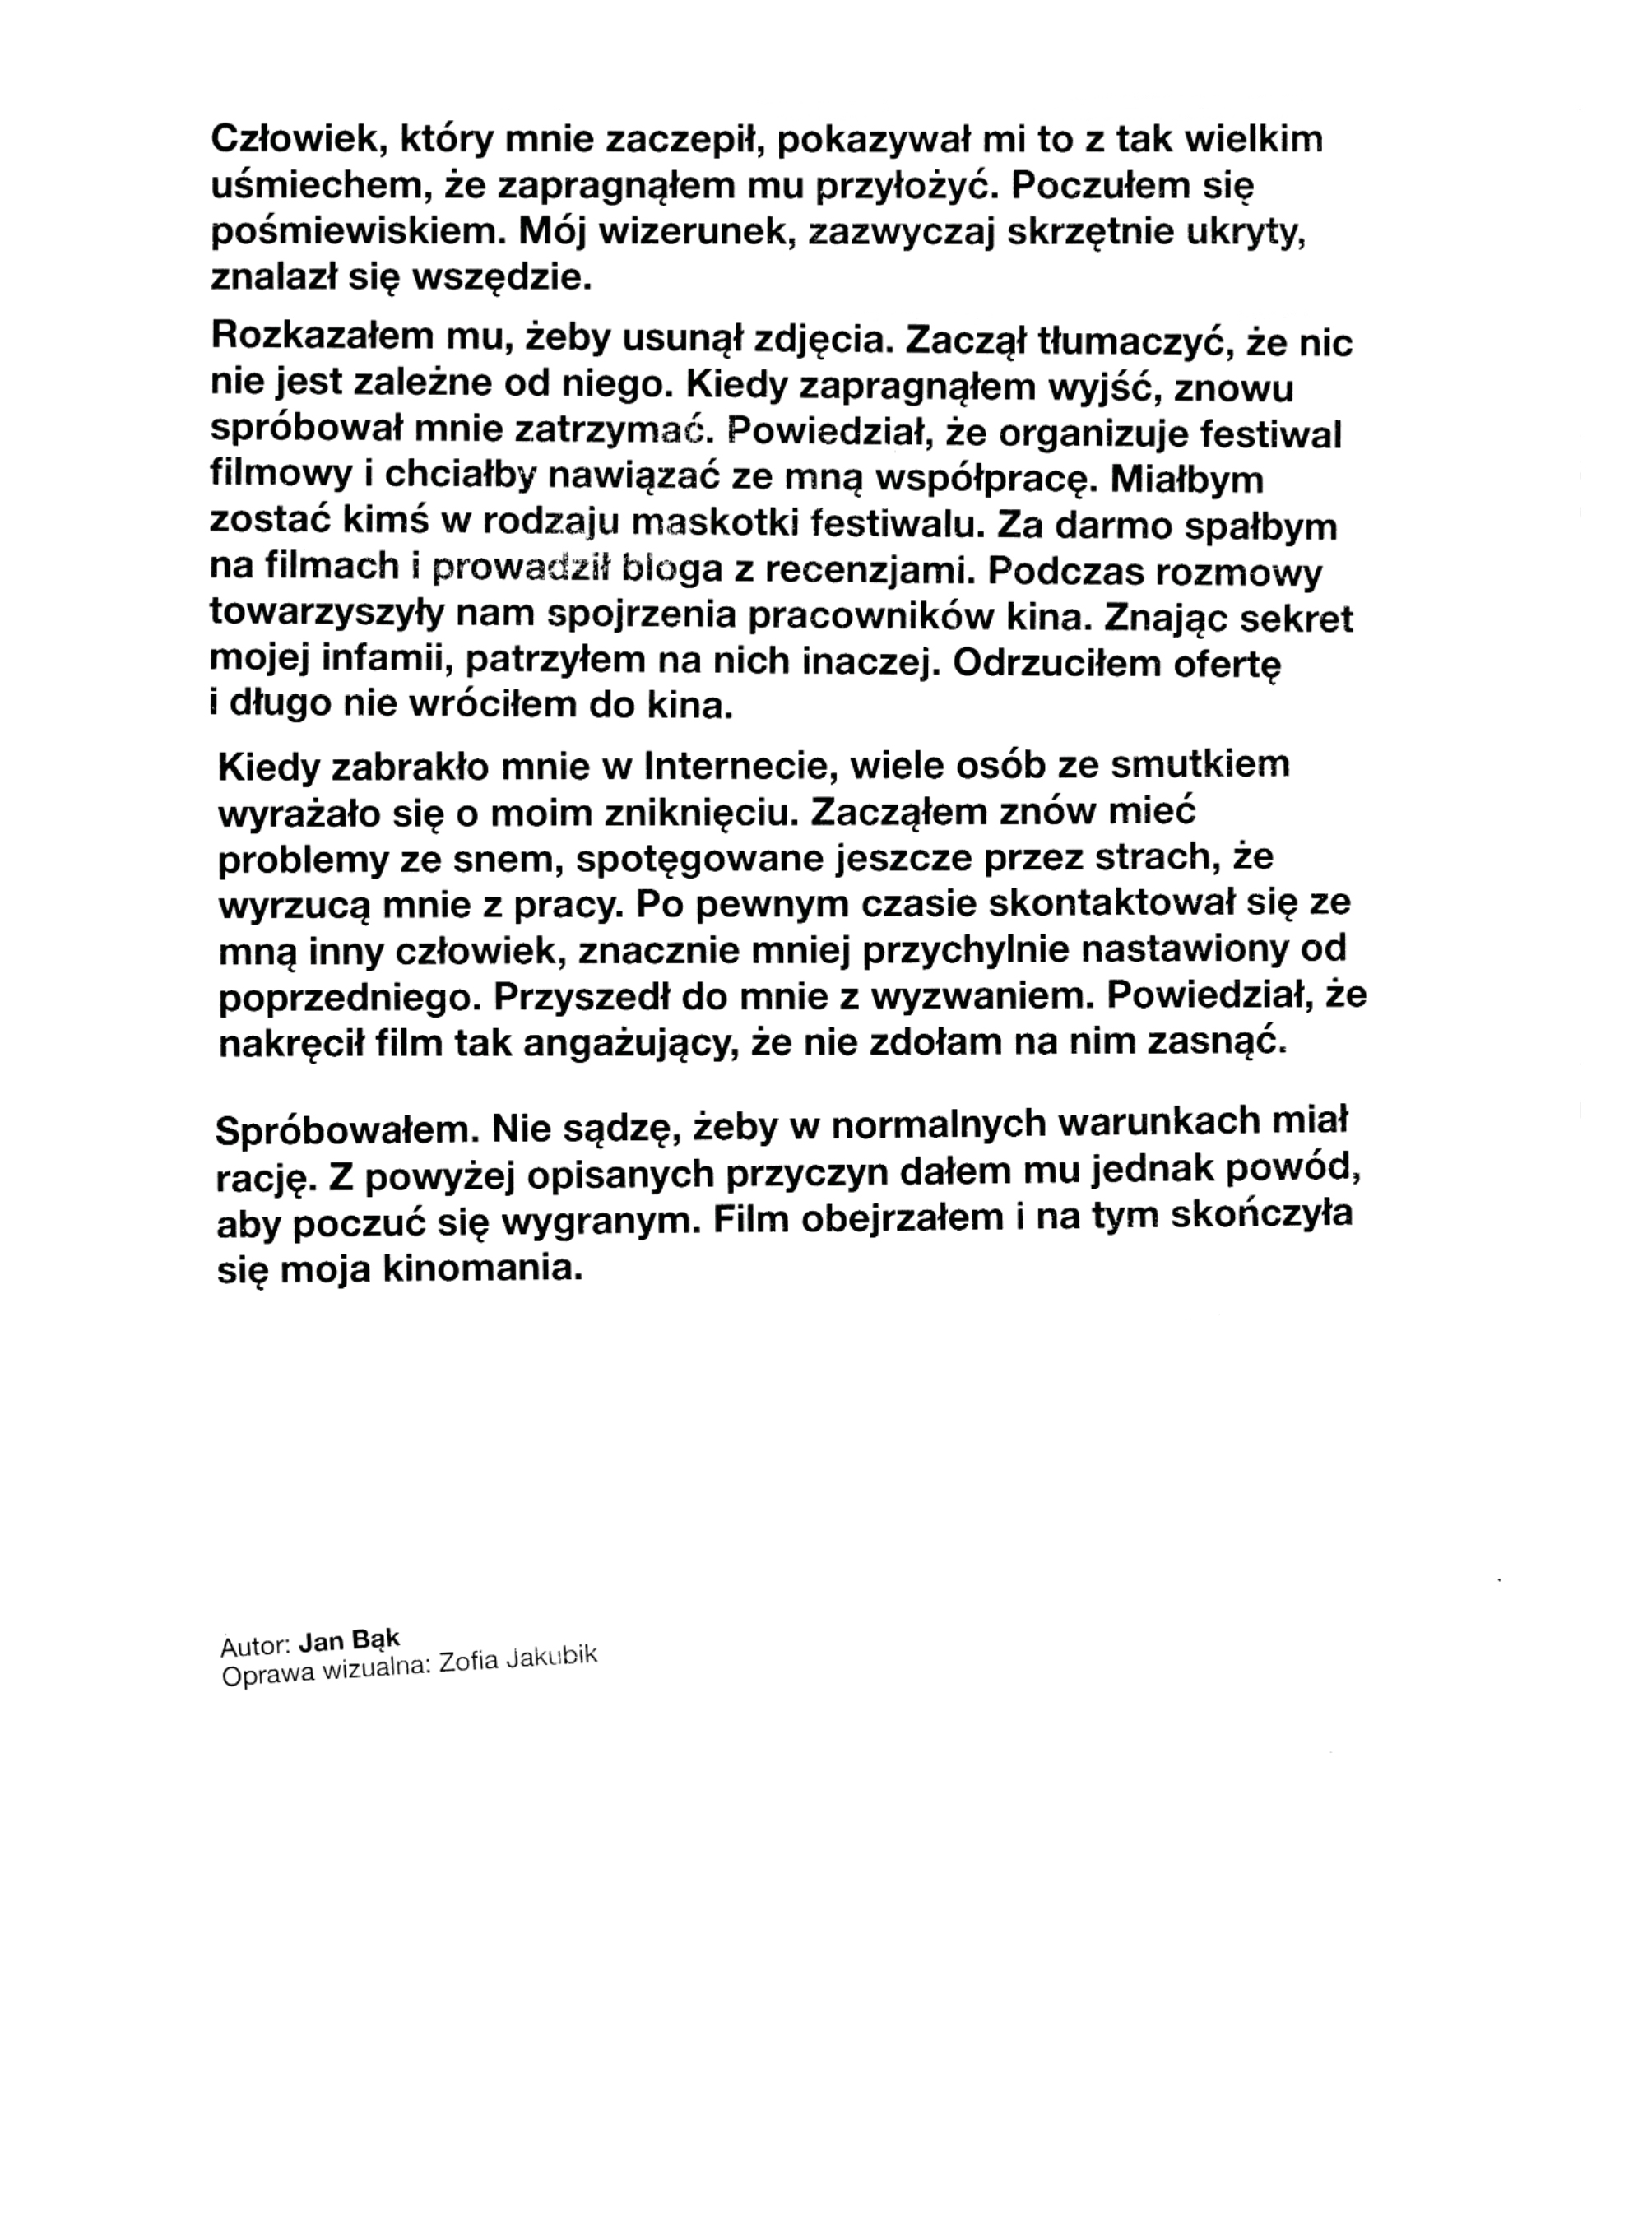 Człowiek, który mnie zaczepił, pokazywał mi to z tak wielkim
uśmiechem, że zapragnąłem mu przyłożyć. Poczułem się
pośmiewiskiem. Mój wizerunek, zazwyczaj skrzętnie ukryty,
znalazł się wszędzie.
Rozkazałem mu, żeby usunął zdjęcia. Zaczął tłumaczyć, że nic
nie jest zależne od niego. Kiedy zapragnąłem wyjść, znowu
spróbował mnie zatrzymać. Powiedział, że organizuje festiwal
filmowy i chciałby nawiązać ze mną współpracę. Miałbym
zostać kimś w rodzaju maskotki festiwalu. Za darmo spałbym
na filmach i prowadził bloga z recenzjami. Podczas rozmowy
towarzyszyły nam spojrzenia pracowników kina. Znając sekret
mojej infamii, patrzyłem na nich inaczej. Odrzuciłem ofertę
i długo nie wróciłem do kina.
Kiedy zabrakło mnie w Internecie, wiele osób ze smutkiem
wyrażało się o moim zniknięciu. Zacząłem znów mieć
problemy ze snem, spotęgowane jeszcze przez strach, że
wyrzucą mnie z pracy. Po pewnym czasie skontaktował się ze
mną inny człowiek, znacznie mniej przychylnie nastawiony od
poprzedniego. Przyszedł do mnie z wyzwaniem. Powiedział, że
nakręcił film tak angażujący, że nie zdołam na nim zasnąć.
Spróbowałem. Nie sądzę, żeby w normalnych warunkach miał
rację. Z powyżej opisanych przyczyn dałem mu jednak powód,
aby poczuć się wygranym. Film obejrzałem i na tym skończyła
się moja kinomania.
Autor: Jan Bąk
Oprawa wizualna: Zofia Jakubik